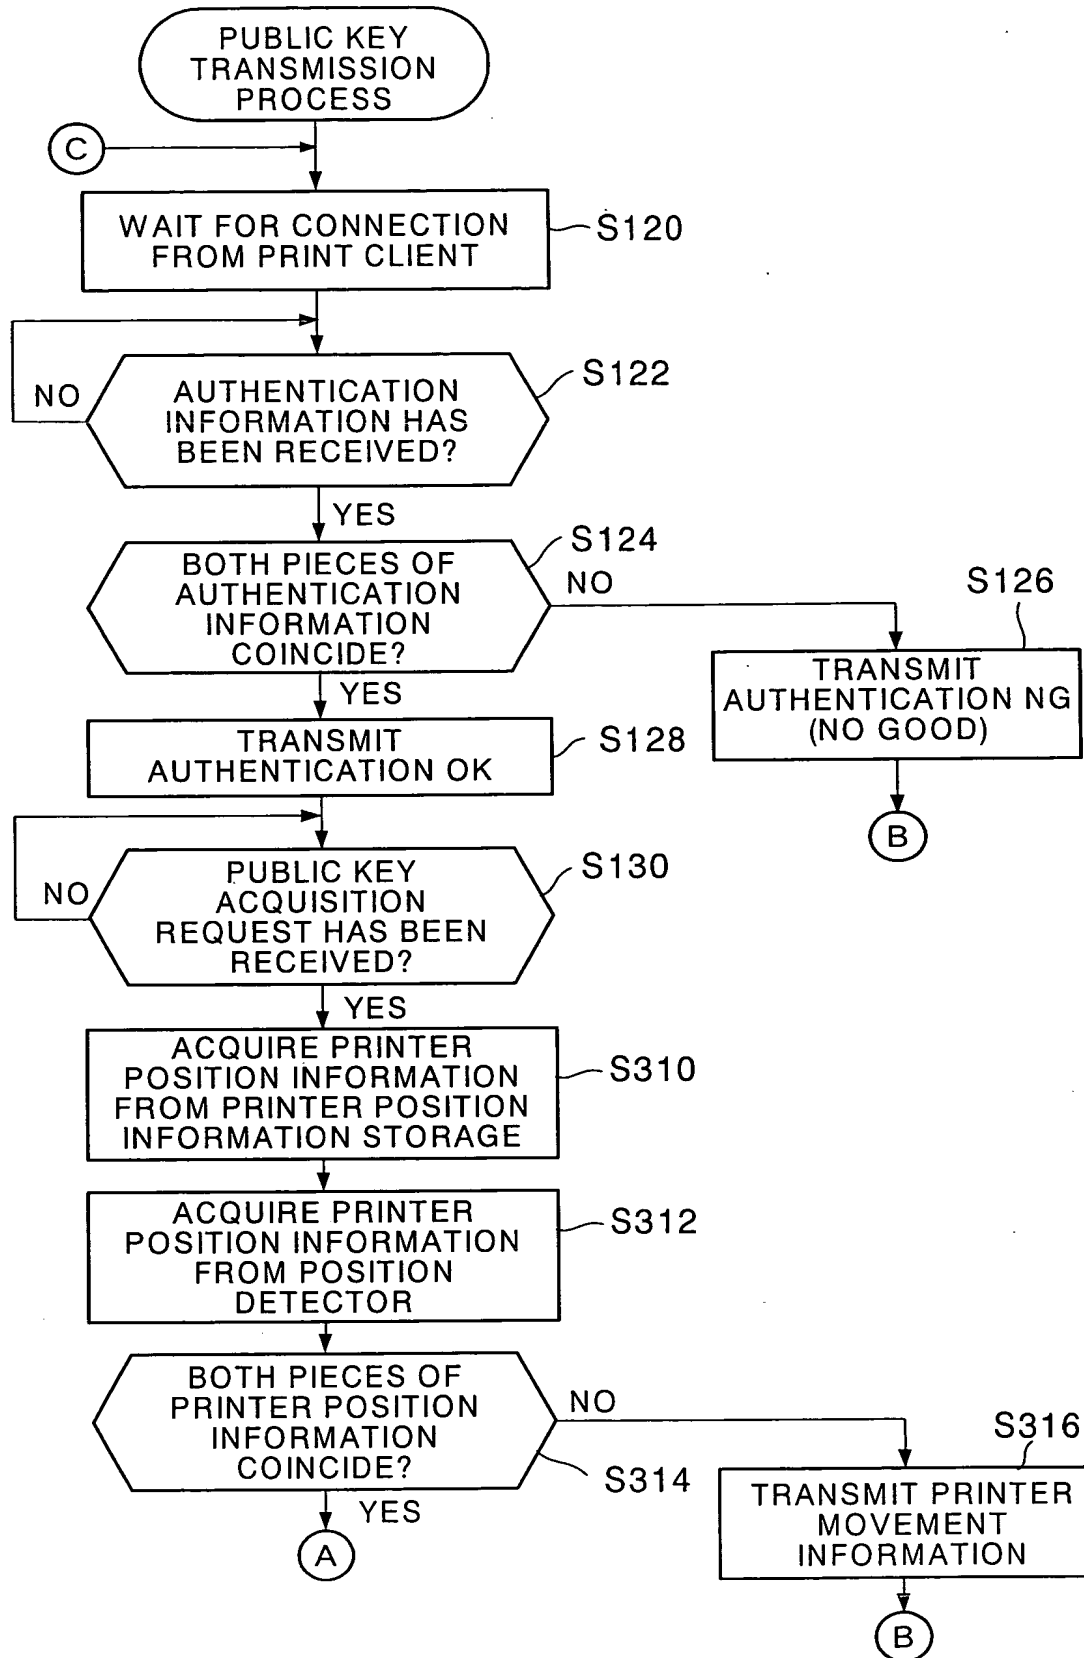 PUBLIC KEY
TRANSMISSION
PROCESS
C
WAIT FOR CONNECTION
FROM PRINT CLIENT
S120
AUTHENTICATION
INFORMATION HAS
BEEN RECEIVED?
S122
NO
YES
BOTH PIECES OF
AUTHENTICATION
INFORMATION
COINCIDE?
S124
NO
YES
S126
TRANSMIT
AUTHENTICATION NG
(NO GOOD)
B
TRANSMIT
AUTHENTICATION OK
S128
PUBLIC KEY
ACQUISITION
REQUEST HAS BEEN
RECEIVED?
S130
NO
YES
ACQUIRE PRINTER
POSITION INFORMATION
FROM PRINTER POSITION
INFORMATION STORAGE
S310
ACQUIRE PRINTER
POSITION INFORMATION
FROM POSITION
DETECTOR
S312
BOTH PIECES OF
PRINTER POSITION
INFORMATION
COINCIDE?
S314
NO
YES
A
S316
TRANSMIT PRINTER
MOVEMENT
INFORMATION
B